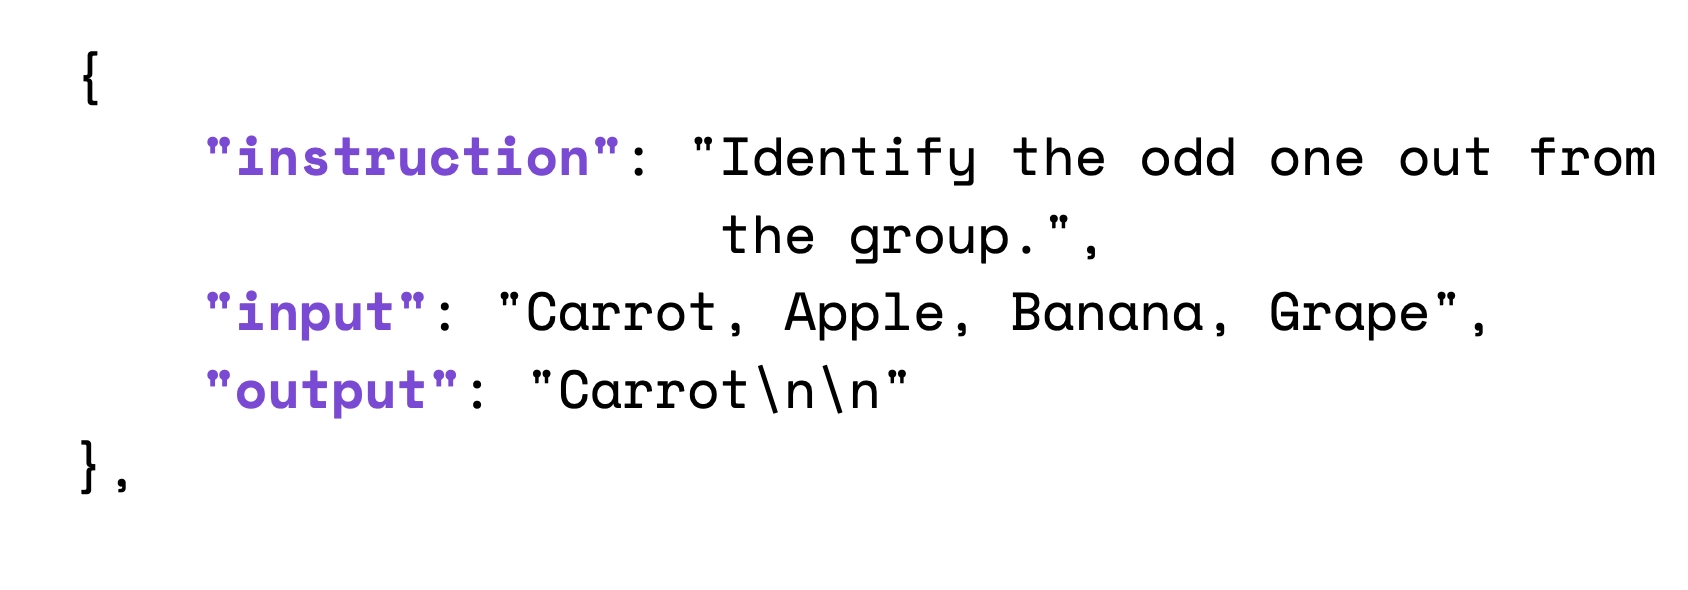 {
"instruction": "Identify the odd one out from
the group.",
"input": "Carrot, Apple, Banana, Grape",
"output": "Carrot\n\n"
},